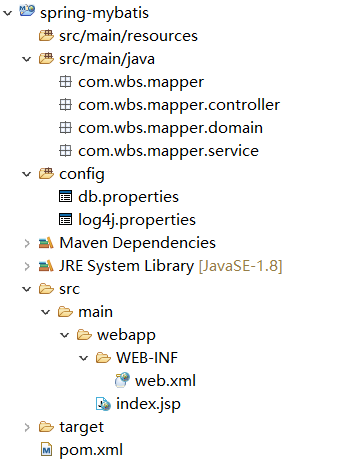 spring-mybatis
src/main/resources
src/main/java
com.wbs.mapper
com.wbs.mapper.controller
com.wbs.mapper.domain
com.wbs.mapper.service
config
db.properties
log4j.properties
Maven Dependencies
JRE System Library [JavaSE-1.8]
src
main
webapp
WEB-INF
web.xml
index.jsp
target
pom.xml